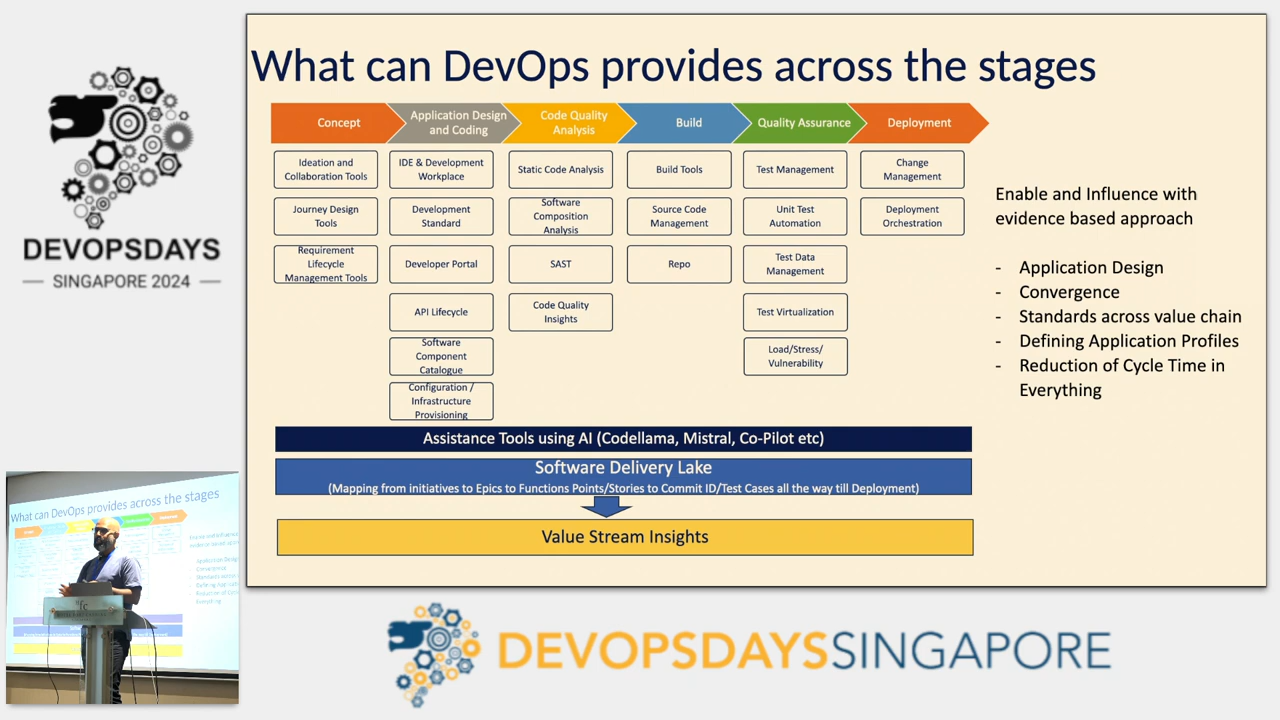 DEVOPSDAYS
SINGAPORE 2024
What can DevOps provides across the stages
Concept
Application Design
and Coding
Code Quality
Analysis
Build
Quality Assurance
Deployment
Ideation and
Collaboration Tools
Journey Design
Tools
Requirement
Lifecycle
Management Tools
IDE & Development
Workplace
Development
Standard
Developer Portal
API Lifecycle
Software
Component
Catalogue
Configuration /
Infrastructure
Provisioning
Static Code Analysis
Software
Composition
Analysis
SAST
Code Quality
Insights
Build Tools
Source Code
Management
Repo
Test Management
Unit Test
Automation
Test Data
Management
Test Virtualization
Load/Stress/
Vulnerability
Change
Management
Deployment
Orchestration
Enable and Influence with
evidence based approach
- Application Design
- Convergence
- Standards across value chain
- Defining Application Profiles
- Reduction of Cycle Time in
Everything
Assistance Tools using AI (Codellama, Mistral, Co-Pilot etc)
Software Delivery Lake
(Mapping from initiatives to Epics to Functions Points/Stories to Commit ID/Test Cases all the way till Deployment)
Value Stream Insights
What can DevOps provides across the stages
DEVOPSDAYSSINGAPORE